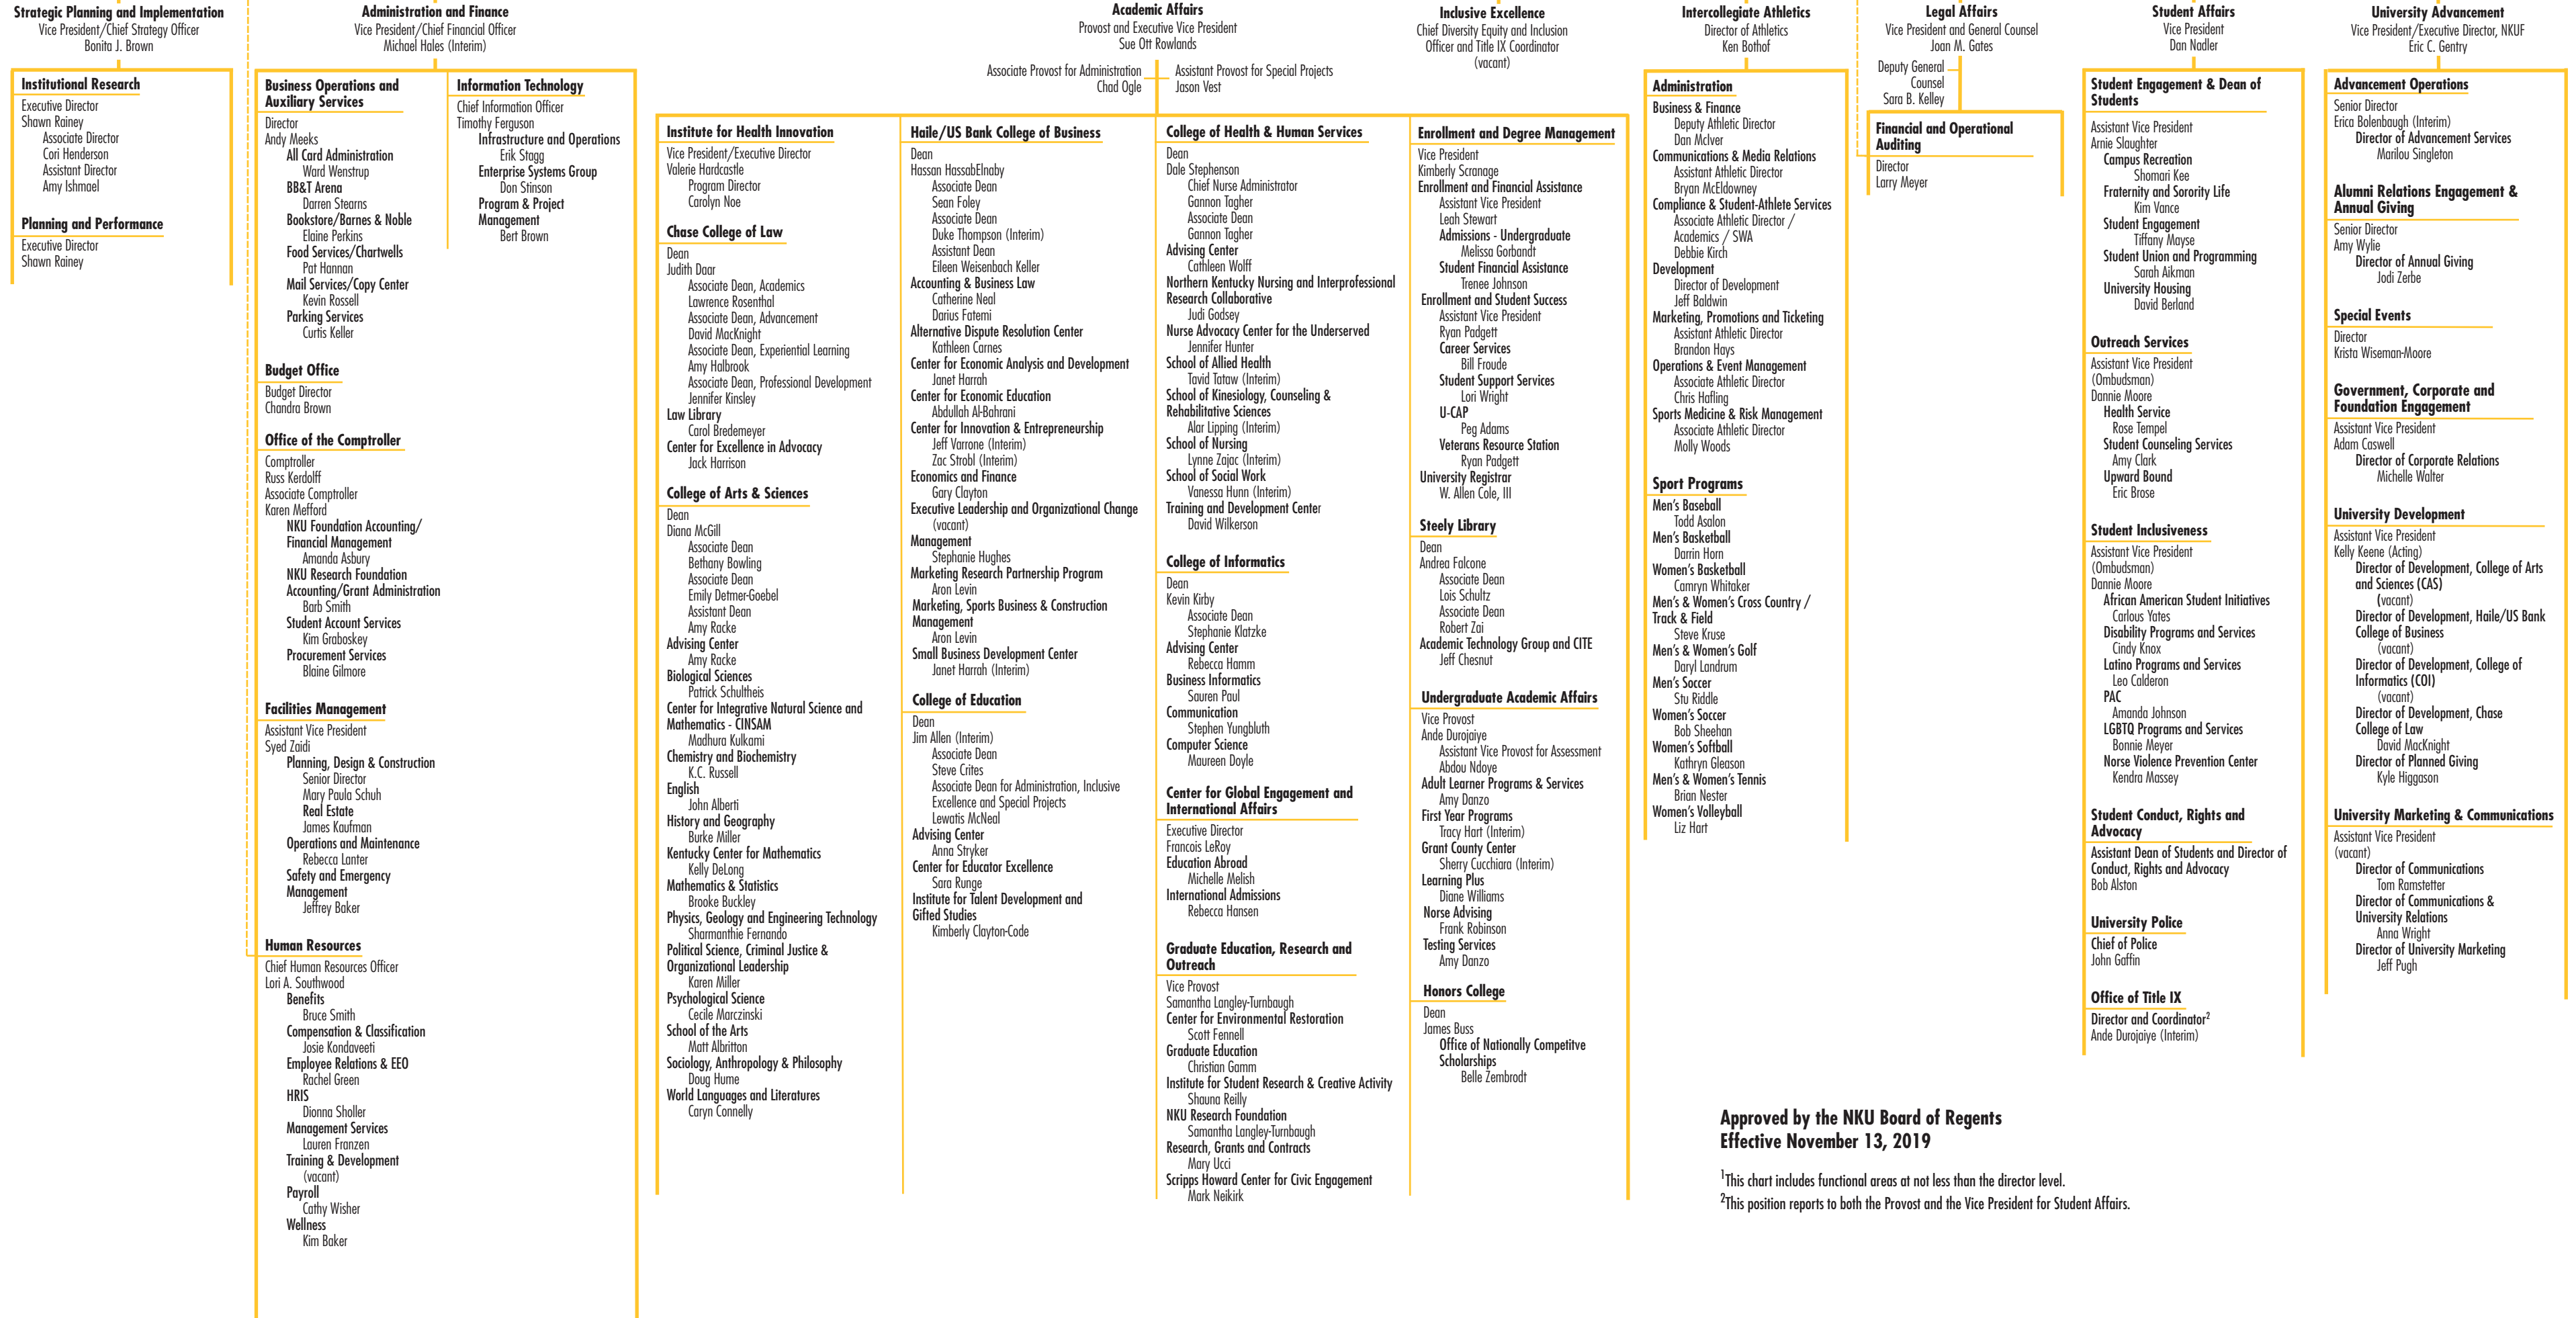 Strategic Planning and Implementation
Vice President/Chief Strategy Officer
Bonita J. Brown
Institutional Research
Executive Director
Shawn Rainey
Associate Director
Cori Henderson
Assistant Director
Amy Ishmael
Planning and Performance
Executive Director
Shawn Rainey
Administration and Finance
Vice President/Chief Financial Officer
Michael Hales (Interim)
Business Operations and
Auxiliary Services
Director
Andy Meeks
All Card Administration
Ward Wenstrup
BB&T Arena
Darren Stearns
Bookstore/Barnes & Noble
Elaine Perkins
Food Services/Chartwells
Pat Hannan
Mail Services/Copy Center
Kevin Rossell
Parking Services
Curtis Keller
Budget Office
Budget Director
Chandra Brown
Office of the Comptroller
Comptroller
Russ Kerdolff
Associate Comptroller
Karen Mefford
NKU Foundation Accounting/
Financial Management
Amanda Asbury
NKU Research Foundation
Accounting/Grant Administration
Barb Smith
Student Account Services
Kim Graboskey
Procurement Services
Blaine Gilmore
Facilities Management
Assistant Vice President
Syed Zaidi
Planning, Design & Construction
Senior Director
Mary Paula Schuh
Real Estate
James Kaufman
Operations and Maintenance
Rebecca Lanter
Safety and Emergency
Management
Jeffrey Baker
Human Resources
Chief Human Resources Officer
Lori A. Southwood
Benefits
Bruce Smith
Compensation & Classification
Josie Kondaveeti
Employee Relations & EEO
Rachel Green
HRIS
Dionna Sholler
Management Services
Lauren Franzen
Training & Development
(vacant)
Payroll
Cathy Wisher
Wellness
Kim Baker
Information Technology
Chief Information Officer
Timothy Ferguson
Infrastructure and Operations
Erik Stagg
Enterprise Systems Group
Don Stinson
Program & Project
Management
Bert Brown
Academic Affairs
Provost and Executive Vice President
Sue Ott Rowlands
Associate Provost for Administration
Chad Ogle
Assistant Provost for Special Projects
Jason Vest
Institute for Health Innovation
Vice President/Executive Director
Valerie Hardcastle
Program Director
Carolyn Noe
Chase College of Law
Dean
Judith Daar
Associate Dean, Academics
Lawrence Rosenthal
Associate Dean, Advancement
David MacKnight
Associate Dean, Experiential Learning
Amy Halbrook
Associate Dean, Professional Development
Jennifer Kinsley
Law Library
Carol Bredemeyer
Center for Excellence in Advocacy
Jack Harrison
College of Arts & Sciences
Dean
Diana McGill
Associate Dean
Bethany Bowling
Associate Dean
Emily Detmer-Goebel
Assistant Dean
Amy Racke
Advising Center
Amy Racke
Biological Sciences
Patrick Schultheis
Center for Integrative Natural Science and
Mathematics - CINSAM
Madhura Kulkami
Chemistry and Biochemistry
K.C. Russell
English
John Alberti
History and Geography
Burke Miller
Kentucky Center for Mathematics
Kelly DeLong
Mathematics & Statistics
Brooke Buckley
Physics, Geology and Engineering Technology
Sharmanthie Fernando
Political Science, Criminal Justice &
Organizational Leadership
Karen Miller
Psychological Science
Cecile Marczinski
School of the Arts
Matt Albritton
Sociology, Anthropology & Philosophy
Doug Hume
World Languages and Literatures
Caryn Connelly
Haile/US Bank College of Business
Dean
Hassan HassabElnaby
Associate Dean
Sean Foley
Associate Dean
Duke Thompson (Interim)
Assistant Dean
Eileen Weisenbach Keller
Accounting & Business Law
Catherine Neal
Darius Fatemi
Alternative Dispute Resolution Center
Kathleen Carnes
Center for Economic Analysis and Development
Janet Harrah
Center for Economic Education
Abdullah Al-Bahrani
Center for Innovation & Entrepreneurship
Jeff Varrone (Interim)
Zac Strobl (Interim)
Economics and Finance
Gary Clayton
Executive Leadership and Organizational Change
(vacant)
Management
Stephanie Hughes
Marketing Research Partnership Program
Aron Levin
Marketing, Sports Business & Construction
Management
Aron Levin
Small Business Development Center
Janet Harrah (Interim)
College of Education
Dean
Jim Allen (Interim)
Associate Dean
Steve Crites
Associate Dean for Administration, Inclusive
Excellence and Special Projects
Lewatis McNeal
Advising Center
Anna Stryker
Center for Educator Excellence
Sara Runge
Institute for Talent Development and
Gifted Studies
Kimberly Clayton-Code
College of Health & Human Services
Dean
Dale Stephenson
Chief Nurse Administrator
Gannon Tagher
Associate Dean
Gannon Tagher
Advising Center
Cathleen Wolff
Northern Kentucky Nursing and Interprofessional
Research Collaborative
Judi Godsey
Nurse Advocacy Center for the Underserved
Jennifer Hunter
School of Allied Health
Tavid Tataw (Interim)
School of Kinesiology, Counseling &
Rehabilitative Sciences
Alar Lipping (Interim)
School of Nursing
Lynne Zajac (Interim)
School of Social Work
Vanessa Hunn (Interim)
Training and Development Center
David Wilkerson
College of Informatics
Dean
Kevin Kirby
Associate Dean
Stephanie Klatzke
Advising Center
Rebecca Hamm
Business Informatics
Sauren Paul
Communication
Stephen Yungbluth
Computer Science
Maureen Doyle
Center for Global Engagement and
International Affairs
Executive Director
Francois LeRoy
Education Abroad
Michelle Melish
International Admissions
Rebecca Hansen
Graduate Education, Research and
Outreach
Vice Provost
Samantha Langley-Turnbaugh
Center for Environmental Restoration
Scott Fennell
Graduate Education
Christian Gamm
Institute for Student Research & Creative Activity
Shauna Reilly
NKU Research Foundation
Samantha Langley-Turnbaugh
Research, Grants and Contracts
Mary Ucci
Scripps Howard Center for Civic Engagement
Mark Neikirk
Enrollment and Degree Management
Vice President
Kimberly Scranage
Enrollment and Financial Assistance
Assistant Vice President
Leah Stewart
Admissions - Undergraduate
Melissa Gorbandt
Student Financial Assistance
Trenee Johnson
Enrollment and Student Success
Assistant Vice President
Ryan Padgett
Career Services
Bill Froude
Student Support Services
Lori Wright
U-CAP
Peg Adams
Veterans Resource Station
Ryan Padgett
University Registrar
W. Allen Cole, III
Steely Library
Dean
Andrea Falcone
Associate Dean
Lois Schultz
Associate Dean
Robert Zai
Academic Technology Group and CITE
Jeff Chesnut
Undergraduate Academic Affairs
Vice Provost
Ande Durojaiye
Assistant Vice Provost for Assessment
Abdou Ndoye
Adult Learner Programs & Services
Amy Danzo
First Year Programs
Tracy Hart (Interim)
Grant County Center
Sherry Cucchiara (Interim)
Learning Plus
Diane Williams
Norse Advising
Frank Robinson
Testing Services
Amy Danzo
Honors College
Dean
James Buss
Office of Nationally Competitve
Scholarships
Belle Zembrodt
Inclusive Excellence
Chief Diversity Equity and Inclusion
Officer and Title IX Coordinator
(vacant)
Intercollegiate Athletics
Director of Athletics
Ken Bothof
Administration
Business & Finance
Deputy Athletic Director
Dan McIver
Communications & Media Relations
Assistant Athletic Director
Bryan McEldowney
Compliance & Student-Athlete Services
Associate Athletic Director /
Academics / SWA
Debbie Kirch
Development
Director of Development
Jeff Baldwin
Marketing, Promotions and Ticketing
Assistant Athletic Director
Brandon Hays
Operations & Event Management
Associate Athletic Director
Chris Hafling
Sports Medicine & Risk Management
Associate Athletic Director
Molly Woods
Sport Programs
Men's Baseball
Todd Asalon
Men's Basketball
Darrin Horn
Women's Basketball
Camryn Whitaker
Men's & Women's Cross Country /
Track & Field
Steve Kruse
Men's & Women's Golf
Daryl Landrum
Men's Soccer
Stu Riddle
Women's Soccer
Bob Sheehan
Women's Softball
Kathryn Gleason
Men's & Women's Tennis
Brian Nester
Women's Volleyball
Liz Hart
Legal Affairs
Vice President and General Counsel
Joan M. Gates
Deputy General
Counsel
Sara B. Kelley
Financial and Operational
Auditing
Director
Larry Meyer
Student Affairs
Vice President
Dan Nadler
Student Engagement & Dean of
Students
Assistant Vice President
Arnie Slaughter
Campus Recreation
Shomari Kee
Fraternity and Sorority Life
Kim Vance
Student Engagement
Tiffany Mayse
Student Union and Programming
Sarah Aikman
University Housing
David Berland
Outreach Services
Assistant Vice President
(Ombudsman)
Dannie Moore
Health Service
Rose Tempel
Student Counseling Services
Amy Clark
Upward Bound
Eric Brose
Student Inclusiveness
Assistant Vice President
(Ombudsman)
Dannie Moore
African American Student Initiatives
Carlous Yates
Disability Programs and Services
Cindy Knox
Latino Programs and Services
Leo Calderon
PAC
Amanda Johnson
LGBTQ Programs and Services
Bonnie Meyer
Norse Violence Prevention Center
Kendra Massey
Student Conduct, Rights and
Advocacy
Assistant Dean of Students and Director of
Conduct, Rights and Advocacy
Bob Alston
University Police
Chief of Police
John Gaffin
Office of Title IX
Director and Coordinator2
Ande Durojaiye (Interim)
University Advancement
Vice President/Executive Director, NKUF
Eric C. Gentry
Advancement Operations
Senior Director
Erica Bolenbaugh (Interim)
Director of Advancement Services
Marilou Singleton
Alumni Relations Engagement &
Annual Giving
Senior Director
Amy Wylie
Director of Annual Giving
Jodi Zerbe
Special Events
Director
Krista Wiseman-Moore
Government, Corporate and
Foundation Engagement
Assistant Vice President
Adam Caswell
Director of Corporate Relations
Michelle Walter
University Development
Assistant Vice President
Kelly Keene (Acting)
Director of Development, College of Arts
and Sciences (CAS)
(vacant)
Director of Development, Haile/US Bank
College of Business
(vacant)
Director of Development, College of
Informatics (COI)
(vacant)
Director of Development, Chase
College of Law
David MacKnight
Director of Planned Giving
Kyle Higgason
University Marketing & Communications
Assistant Vice President
(vacant)
Director of Communications
Tom Ramstetter
Director of Communications &
University Relations
Anna Wright
Director of University Marketing
Jeff Pugh
Approved by the NKU Board of Regents
Effective November 13, 2019
1This chart includes functional areas at not less than the director level.
2This position reports to both the Provost and the Vice President for Student Affairs.